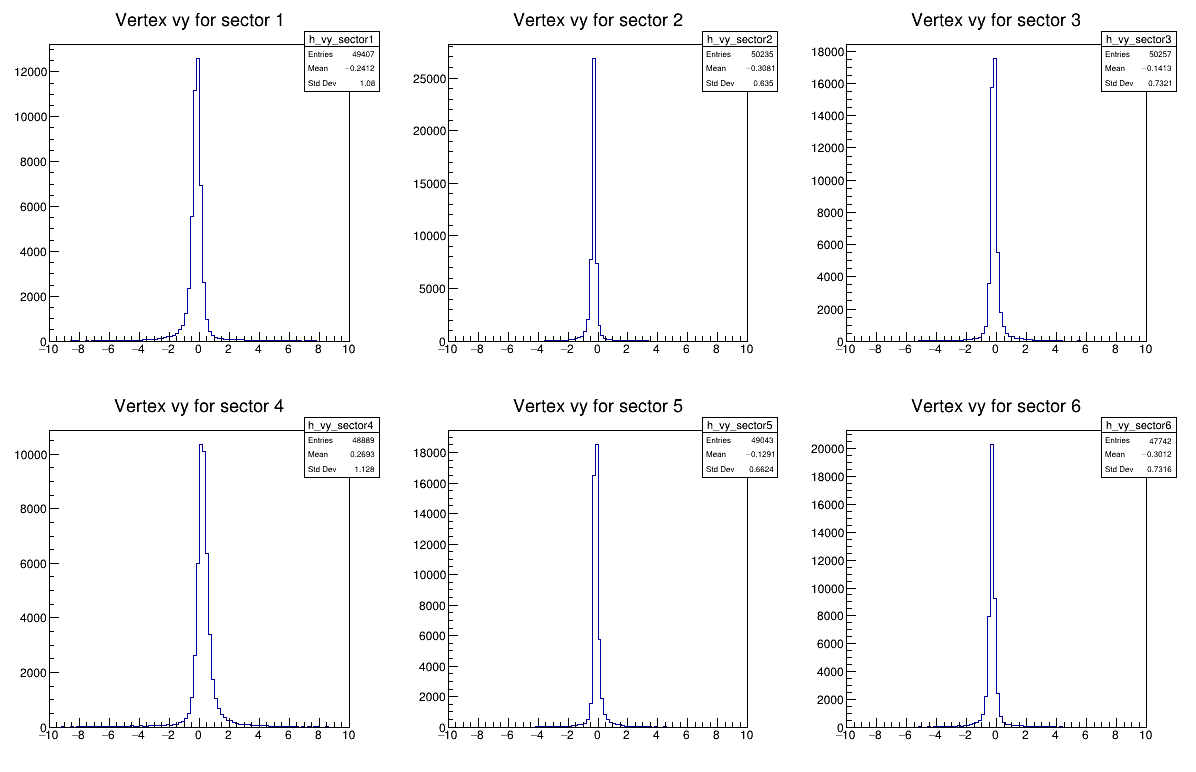 Vertex vy for sector 1
h_vy_sector1
Entries 49407
Mean −0.2412
Std Dev 1.08
12000
10000
8000
6000
4000
2000
0
−10 −8 −6 −4 −2 0 2 4 6 8 10
Vertex vy for sector 2
h_vy_sector2
Entries 50235
Mean −0.3081
Std Dev 0.635
25000
20000
15000
10000
5000
0
−10 −8 −6 −4 −2 0 2 4 6 8 10
Vertex vy for sector 3
h_vy_sector3
Entries 50257
Mean −0.1413
Std Dev 0.7321
18000
16000
14000
12000
10000
8000
6000
4000
2000
0
−10 −8 −6 −4 −2 0 2 4 6 8 10
Vertex vy for sector 4
h_vy_sector4
Entries 48889
Mean 0.2693
Std Dev 1.128
10000
8000
6000
4000
2000
0
−10 −8 −6 −4 −2 0 2 4 6 8 10
Vertex vy for sector 5
h_vy_sector5
Entries 49043
Mean −0.1291
Std Dev 0.6624
18000
16000
14000
12000
10000
8000
6000
4000
2000
0
−10 −8 −6 −4 −2 0 2 4 6 8 10
Vertex vy for sector 6
h_vy_sector6
Entries 47742
Mean −0.3012
Std Dev 0.7316
20000
18000
16000
14000
12000
10000
8000
6000
4000
2000
0
−10 −8 −6 −4 −2 0 2 4 6 8 10